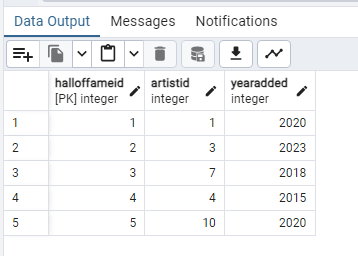 Data Output Messages Notifications
halloffameid artistid yearadded
[PK] integer integer integer
1 1 1 2020
2 2 3 2023
3 3 7 2018
4 4 4 2015
5 5 10 2020